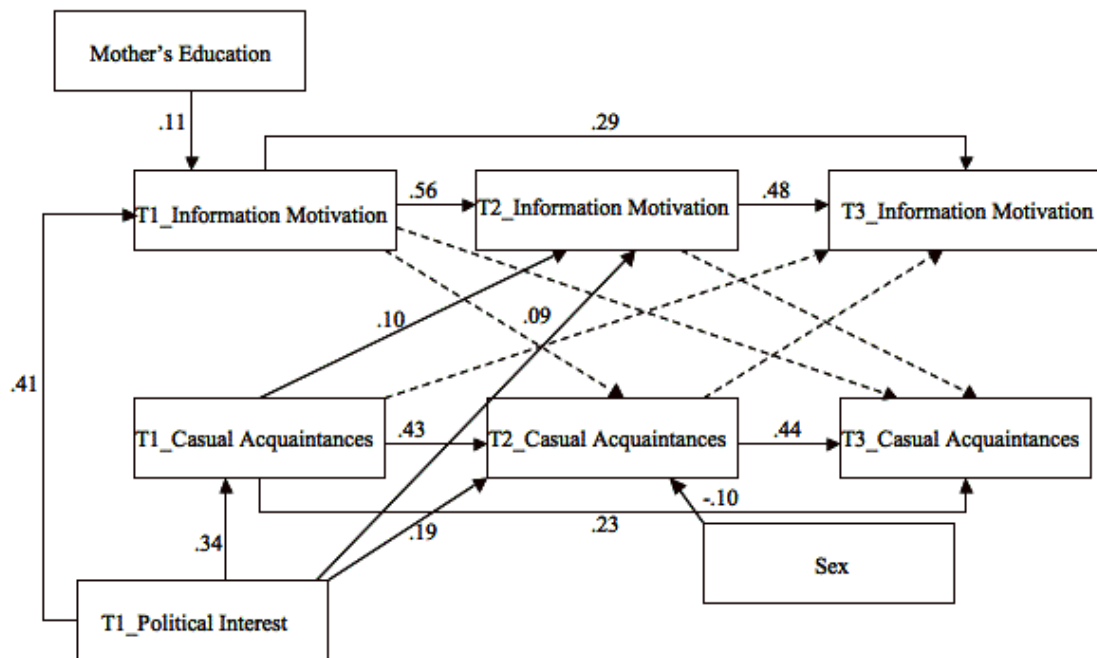 Mother's Education
.11
.29
T1_Information Motivation
.56
T2_Information Motivation
.48
T3_Information Motivation
.10
.09
.41
T1_Casual Acquaintances
.43
T2_Casual Acquaintances
.44
T3_Casual Acquaintances
.34
.19
.23
-.10
Sex
T1_Political Interest